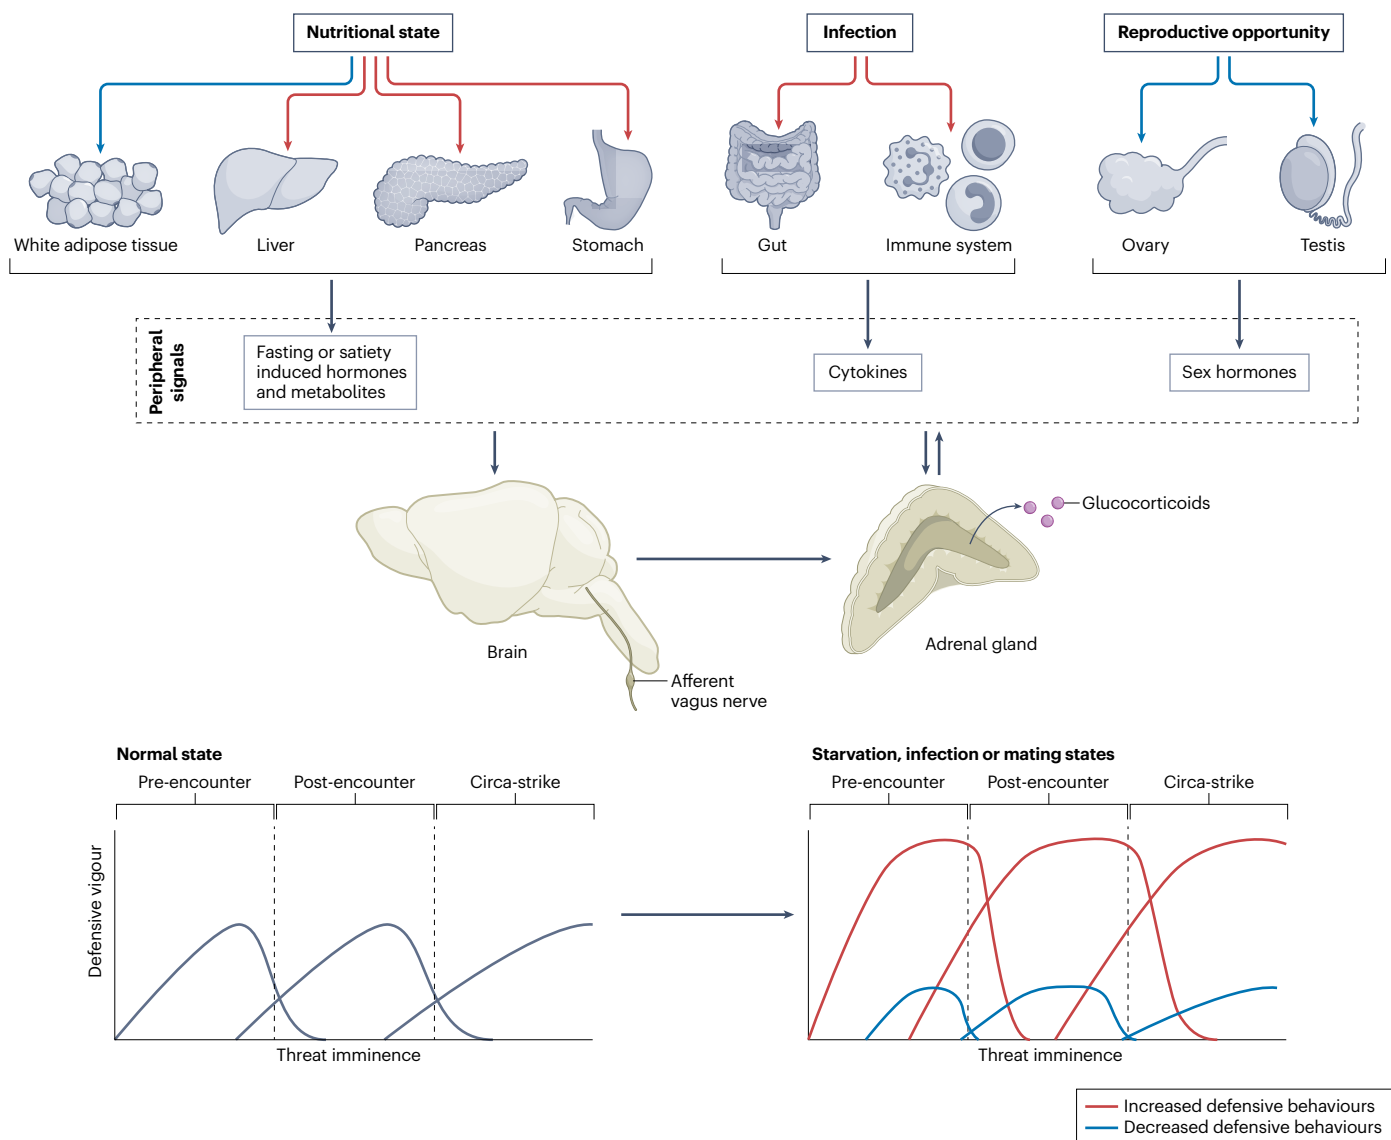 Nutritional state
Infection
Reproductive opportunity
White adipose tissue
Liver
Pancreas
Stomach
Gut
Immune system
Ovary
Testis
Peripheral
signals
Fasting or satiety
induced hormones
and metabolites
Cytokines
Sex hormones
Glucocorticoids
Brain
Adrenal gland
Afferent
vagus nerve
Normal state
Pre-encounter
Post-encounter
Circa-strike
Defensive vigour
Threat imminence
Starvation, infection or mating states
Pre-encounter
Post-encounter
Circa-strike
Threat imminence
Increased defensive behaviours
Decreased defensive behaviours